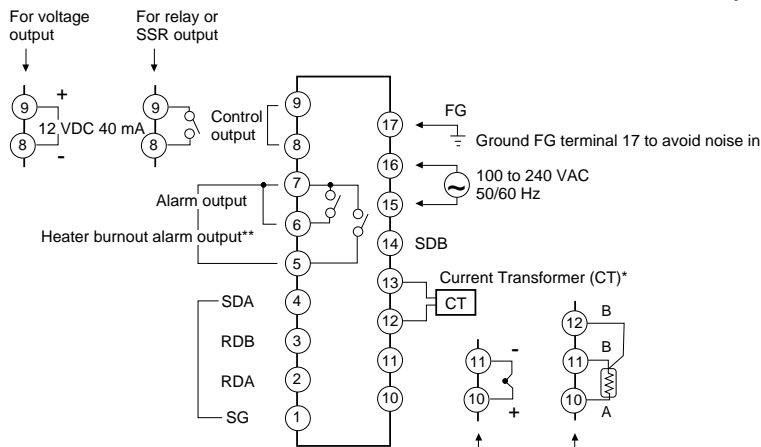 For voltage output
For relay or SSR output
9
+
8
12 VDC 40 mA
-
9
8
9
Control output
8
7
Alarm output
6
Heater burnout alarm output**
5
SDA
4
RDB
3
RDA
2
SG
1
17
FG
Ground FG terminal 17 to avoid noise in
16
100 to 240 VAC
50/60 Hz
~
15
14
SDB
13
Current Transformer (CT)*
CT
12
11
10
11
-
10
+
12
B
11
B
10
A